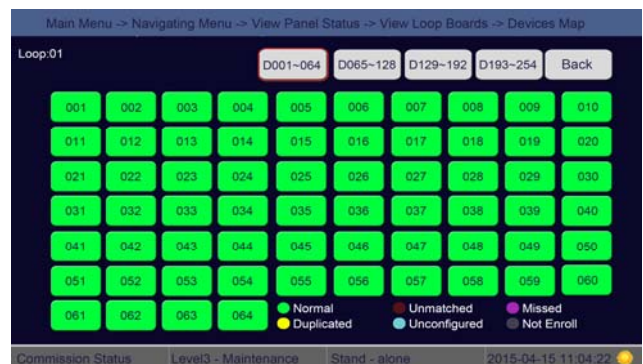 Main Menu -> Navigating Menu -> View Panel Status -> View Loop Boards -> Devices Map
Loop:01
D001~064 D065~128 D129~192 D193~254 Back
001 002 003 004 005 006 007 008 009 010
011 012 013 014 015 016 017 018 019 020
021 022 023 024 025 026 027 028 029 030
031 032 033 034 035 036 037 038 039 040
041 042 043 044 045 046 047 048 049 050
051 052 053 054 055 056 057 058 059 060
061 062 063 064
Normal Unmatched Missed
Duplicated Unconfigured Not Enroll
Commission Status Level3 - Maintenance Stand - alone 2015-04-15 11:04:22